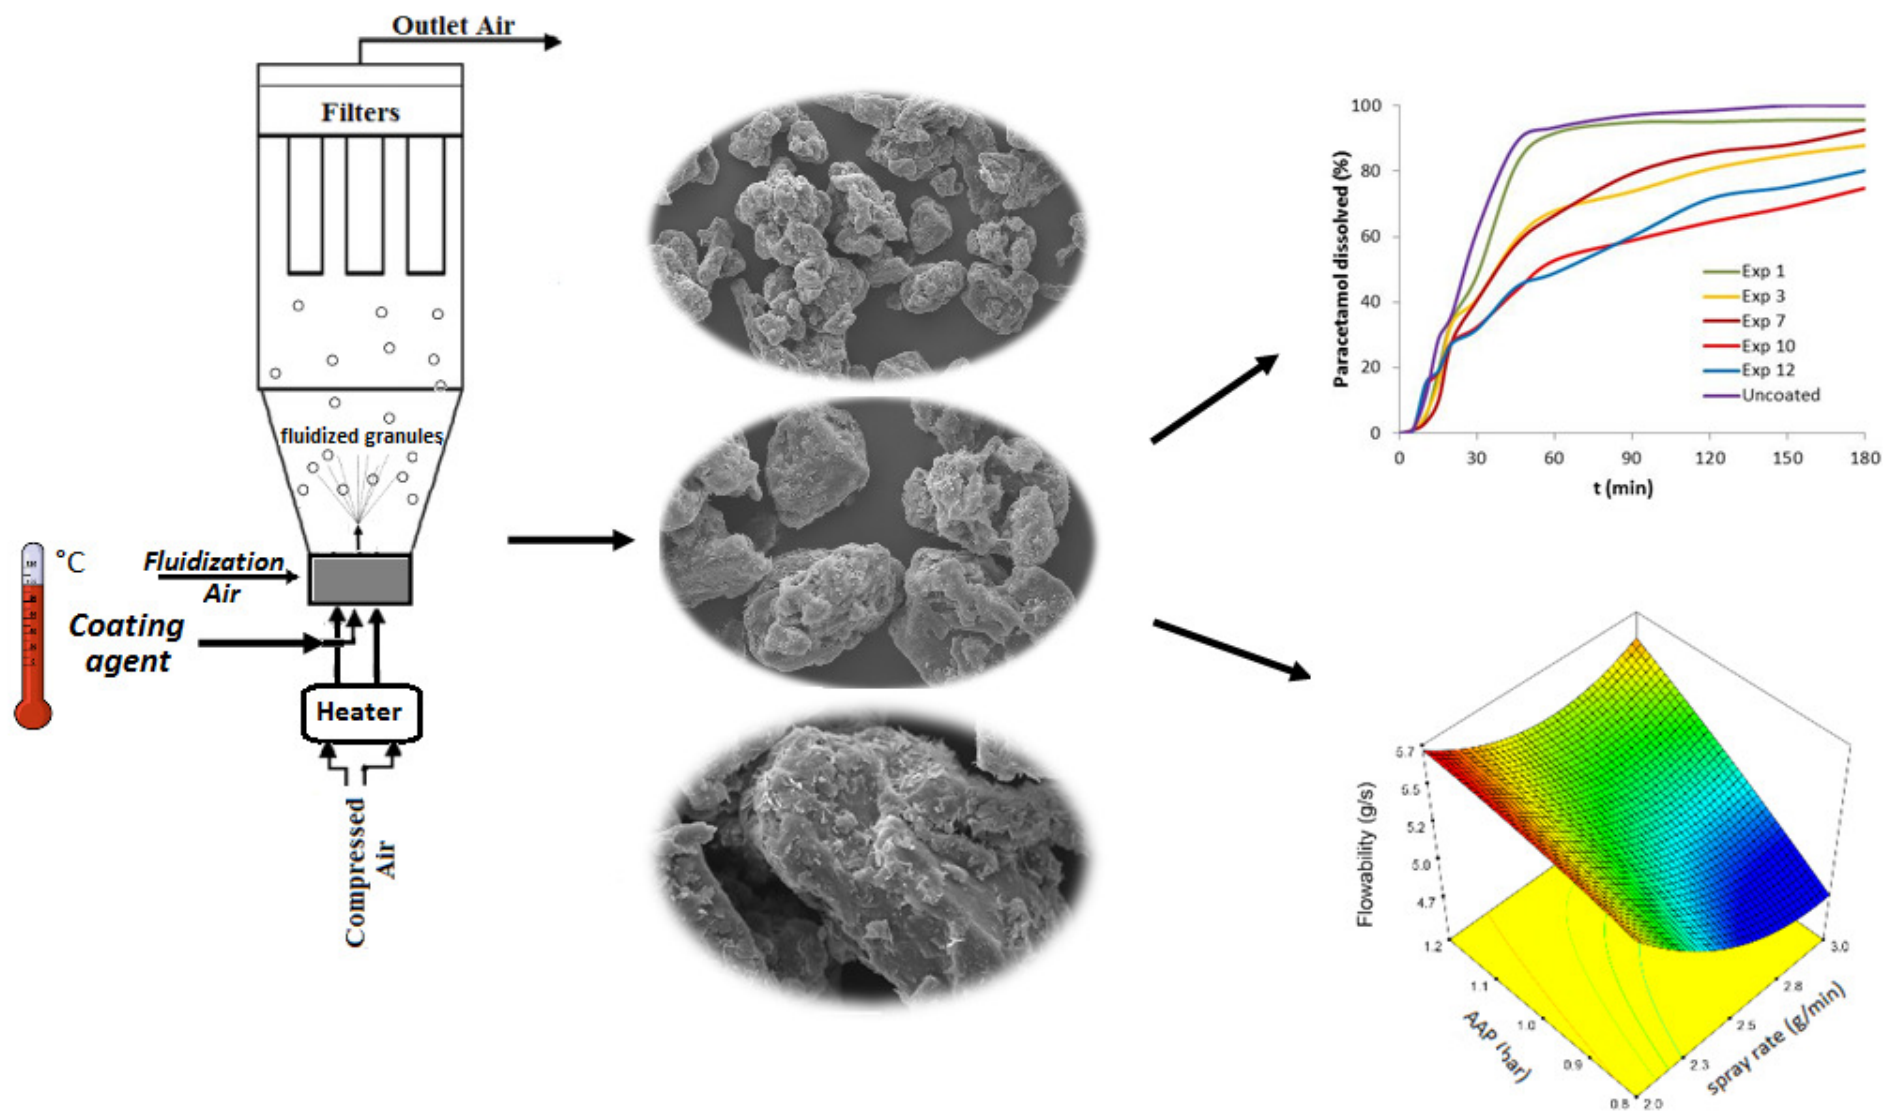 Outlet Air
Filters
fluidized granules
°C
Fluidization
Air
Coating
agent
Heater
Compressed
Air
100
80
60
40
20
0
Paracetamol dissolved (%)
0 30 60 90 120 150 180
t (min)
Exp 1
Exp 3
Exp 7
Exp 10
Exp 12
Uncoated
5.7
5.5
5.2
5.0
4.7
Flowability (g/s)
1.2
1.1
1.0
0.9
0.8
AAP (bar)
2.0
2.3
2.5
2.8
3.0
spray rate (g/min)